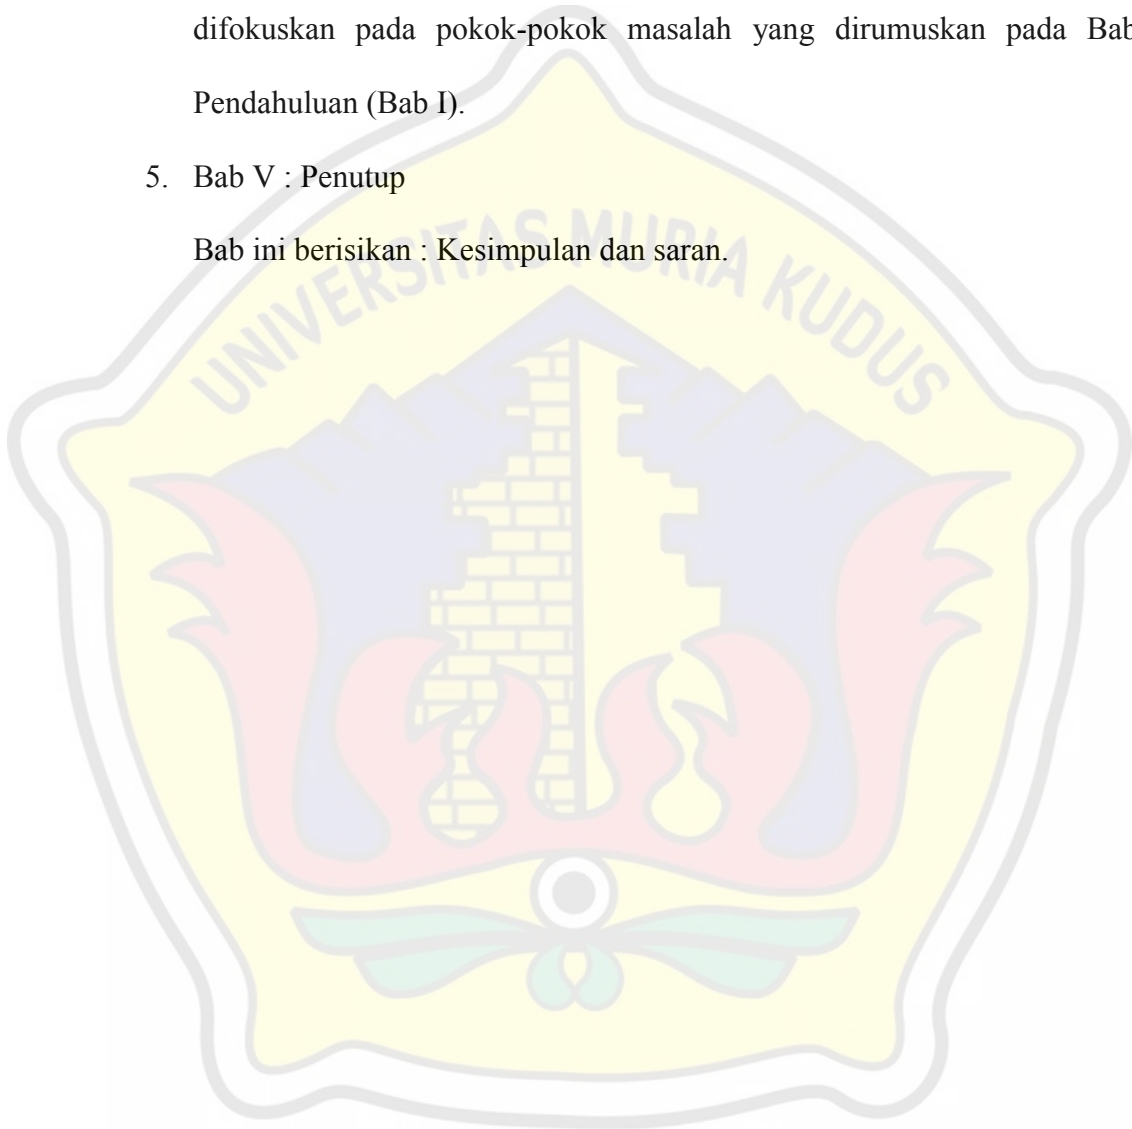 difokuskan pada pokok-pokok masalah yang dirumuskan pada Bab
Pendahuluan (Bab I).
5. Bab V : Penutup
Bab ini berisikan : Kesimpulan dan saran.
UNIVERSITAS MURIA KUDUS